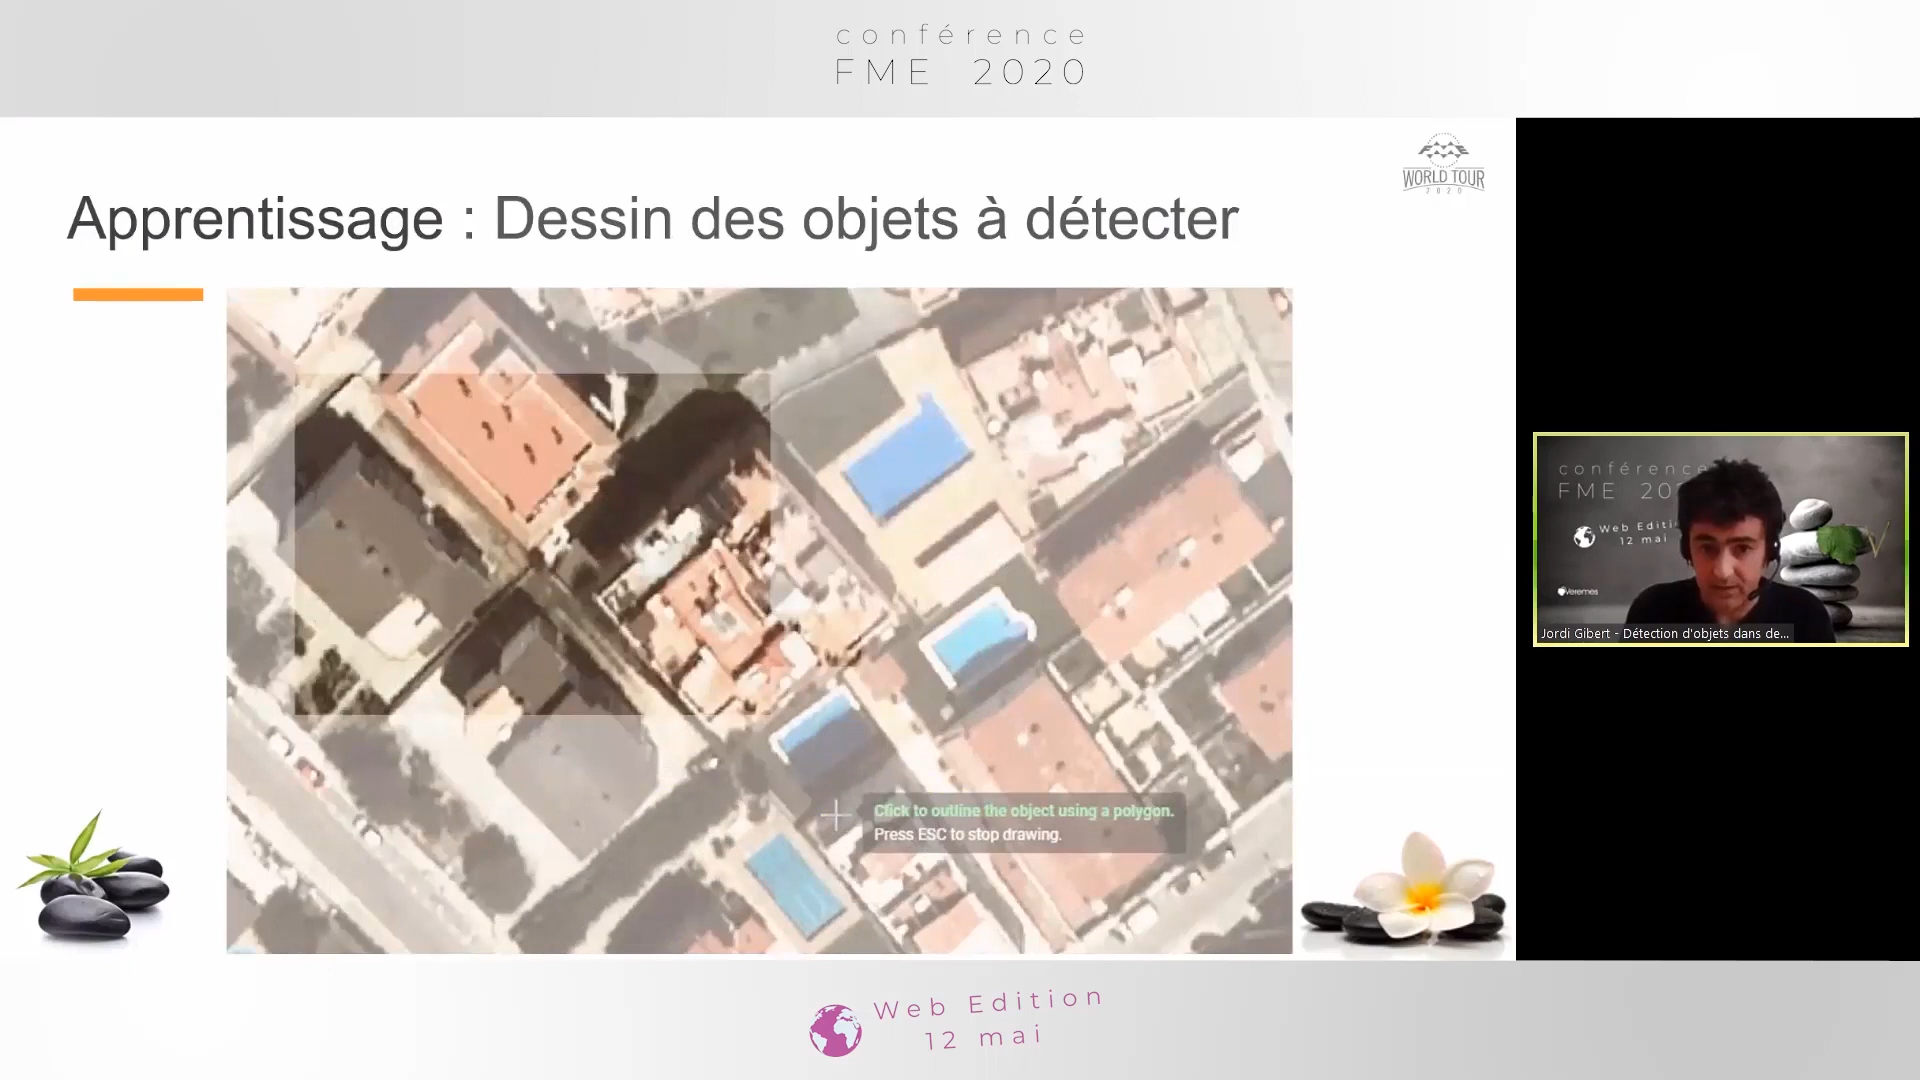 conférence
FME 2020
WORLD TOUR
2020
Apprentissage : Dessin des objets à détecter
Click to outline the object using a polygon.
Press ESC to stop drawing.
conférence
FME 20
Web Editi
12 mai
Veremes
Jordi Gibert - Détection d'objets dans de...
Web Edition
12 mai